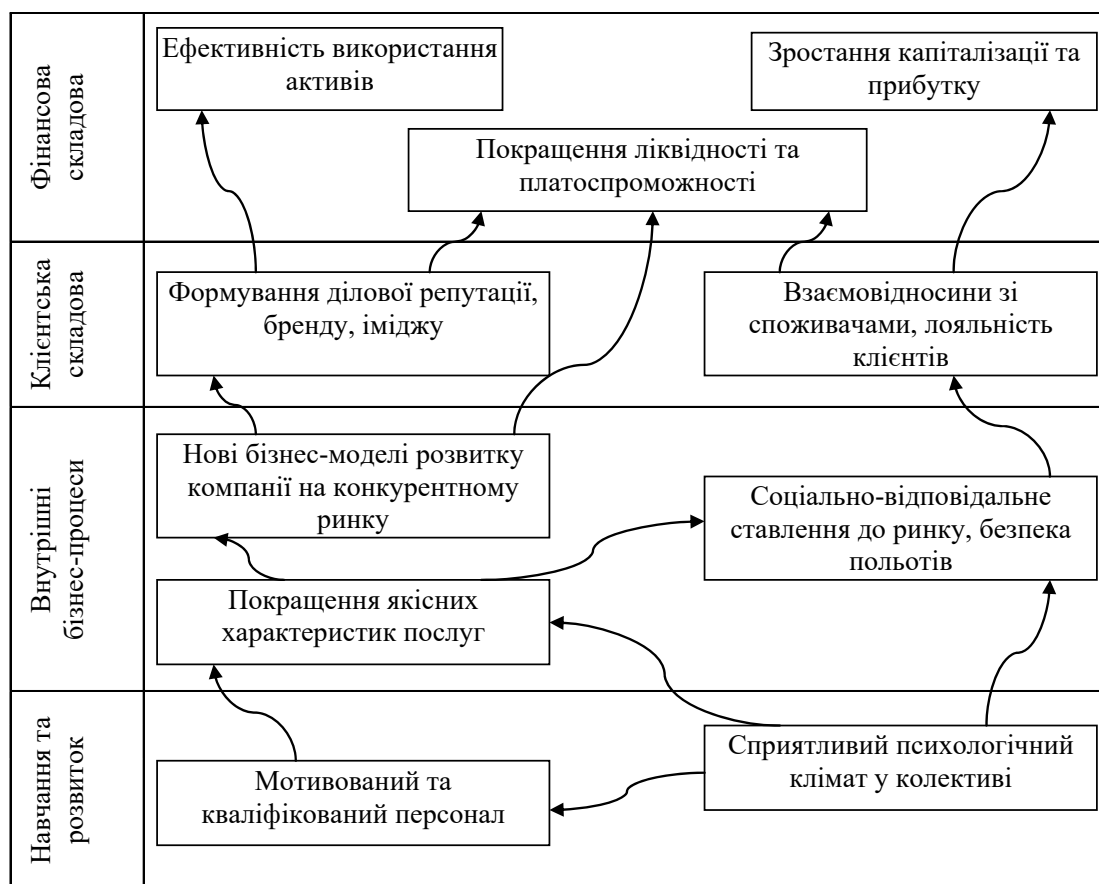 Фінансова
складова
Ефективність використання
активів
Зростання капіталізації та
прибутку
Покращення ліквідності та
платоспроможності
Клієнтська
складова
Формування ділової репутації,
бренду, іміджу
Взаємовідносини зі
споживачами, лояльність
клієнтів
Внутрішні
бізнес-процеси
Нові бізнес-моделі розвитку
компанії на конкурентному
ринку
Соціально-відповідальне
ставлення до ринку, безпека
польотів
Покращення якісних
характеристик послуг
Навчання та
розвиток
Сприятливий психологічний
клімат у колективі
Мотивований та
кваліфікований персонал